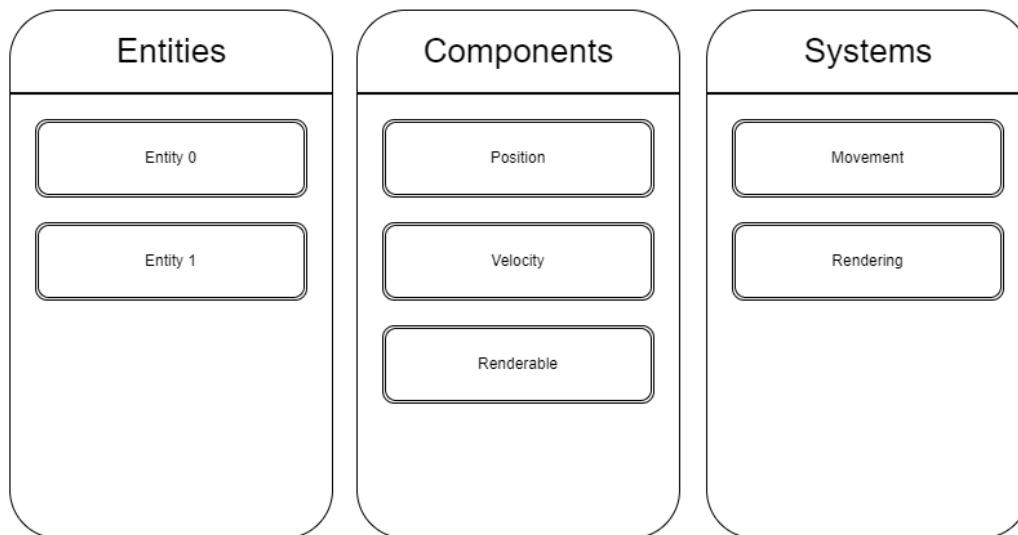 Entities
Entity 0
Entity 1
Components
Position
Velocity
Renderable
Systems
Movement
Rendering